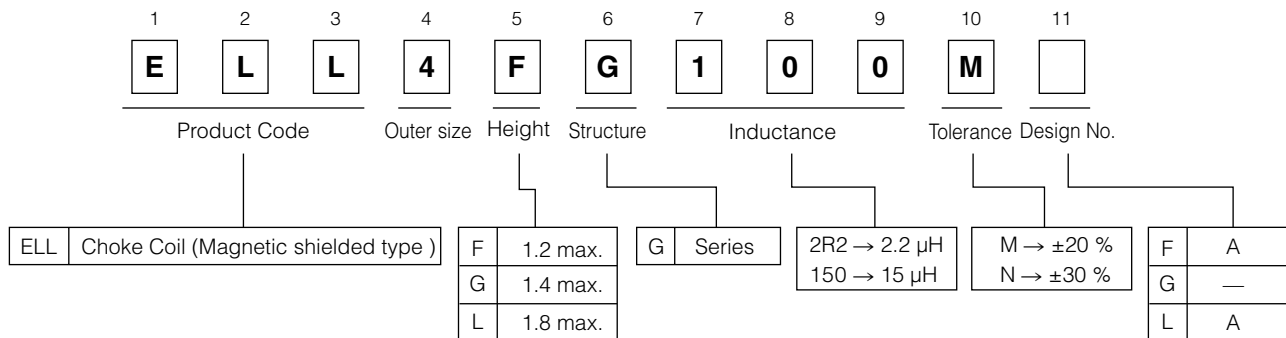 1 2 3 4 5 6 7 8 9 10 11
E L L 4 F G 1 0 0 M
Product Code Outer size Height Structure Inductance Tolerance Design No.
ELL Choke Coil (Magnetic shielded type )
F 1.2 max.
G 1.4 max.
L 1.8 max.
G Series
2R2 → 2.2 µH
150 → 15 µH
M → ±20 %
N → ±30 %
F A
G —
L A